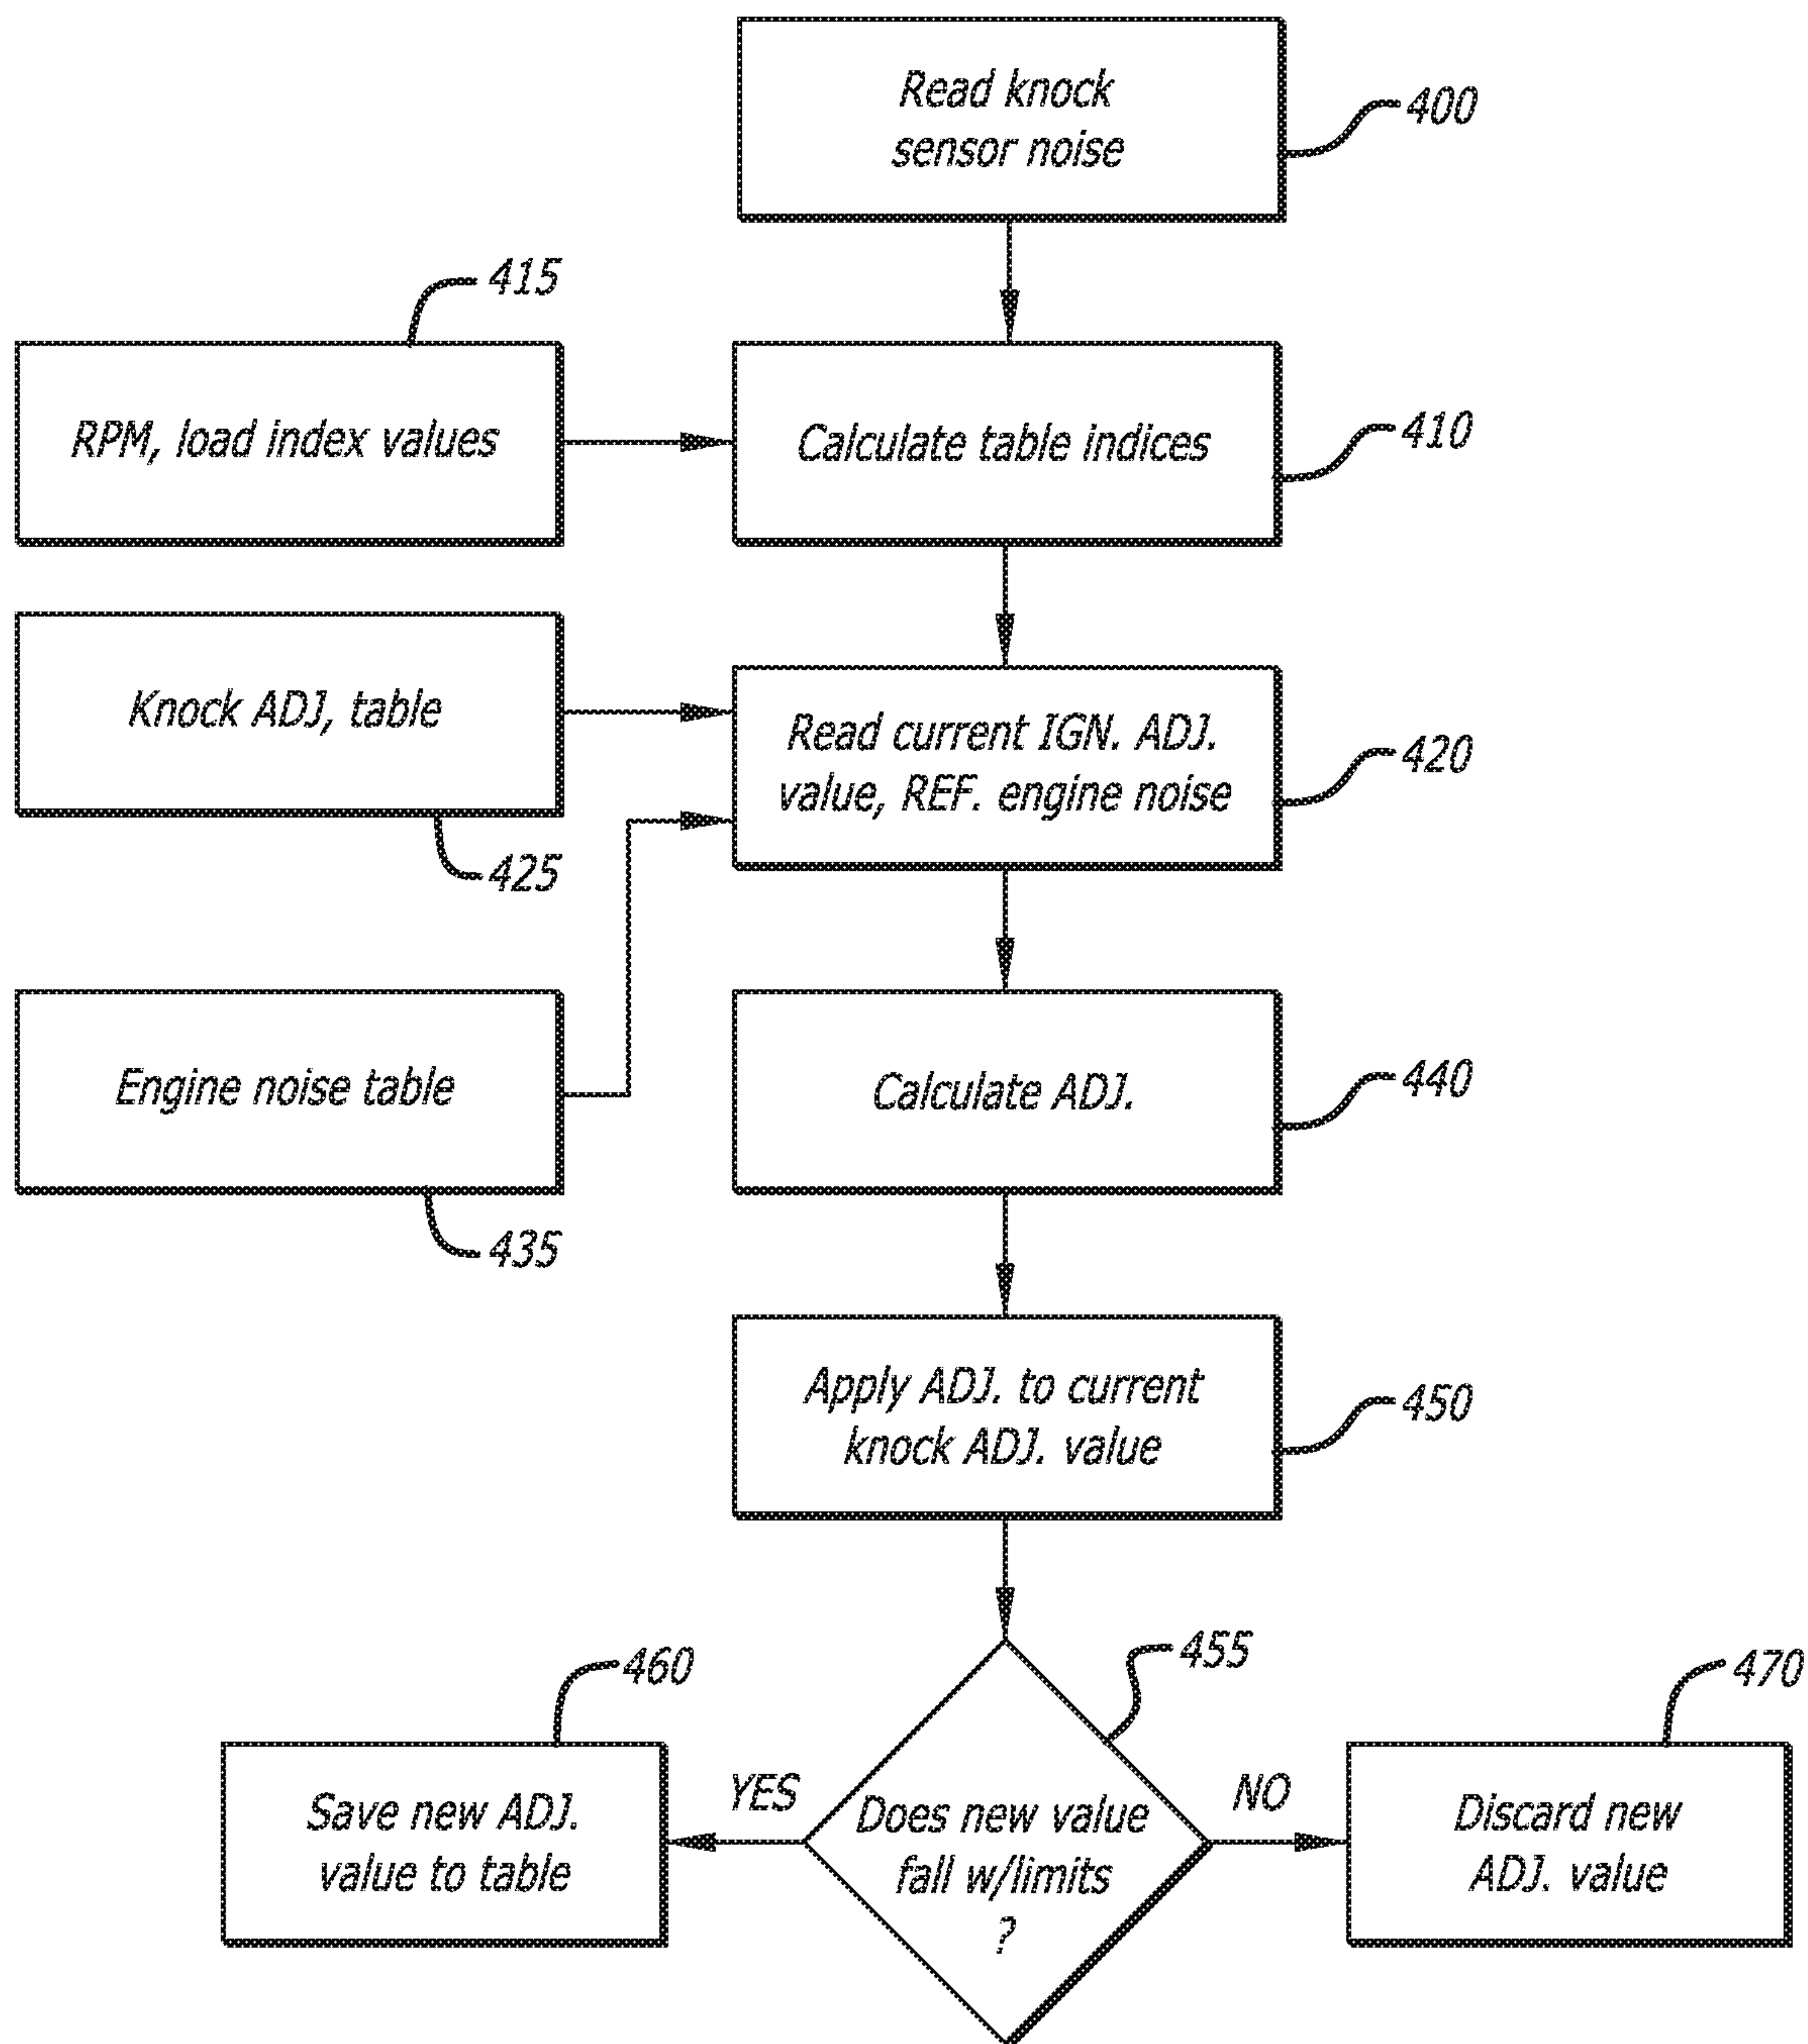 Read knock
sensor noise
400
415
RPM, load index values
Calculate table indices
410
Knock ADJ, table
425
Read current IGN. ADJ.
value, REF. engine noise
420
Engine noise table
435
Calculate ADJ.
440
Apply ADJ. to current
knock ADJ. value
450
455
Does new value
fall w/limits
?
YES
460
Save new ADJ.
value to table
NO
470
Discard new
ADJ. value